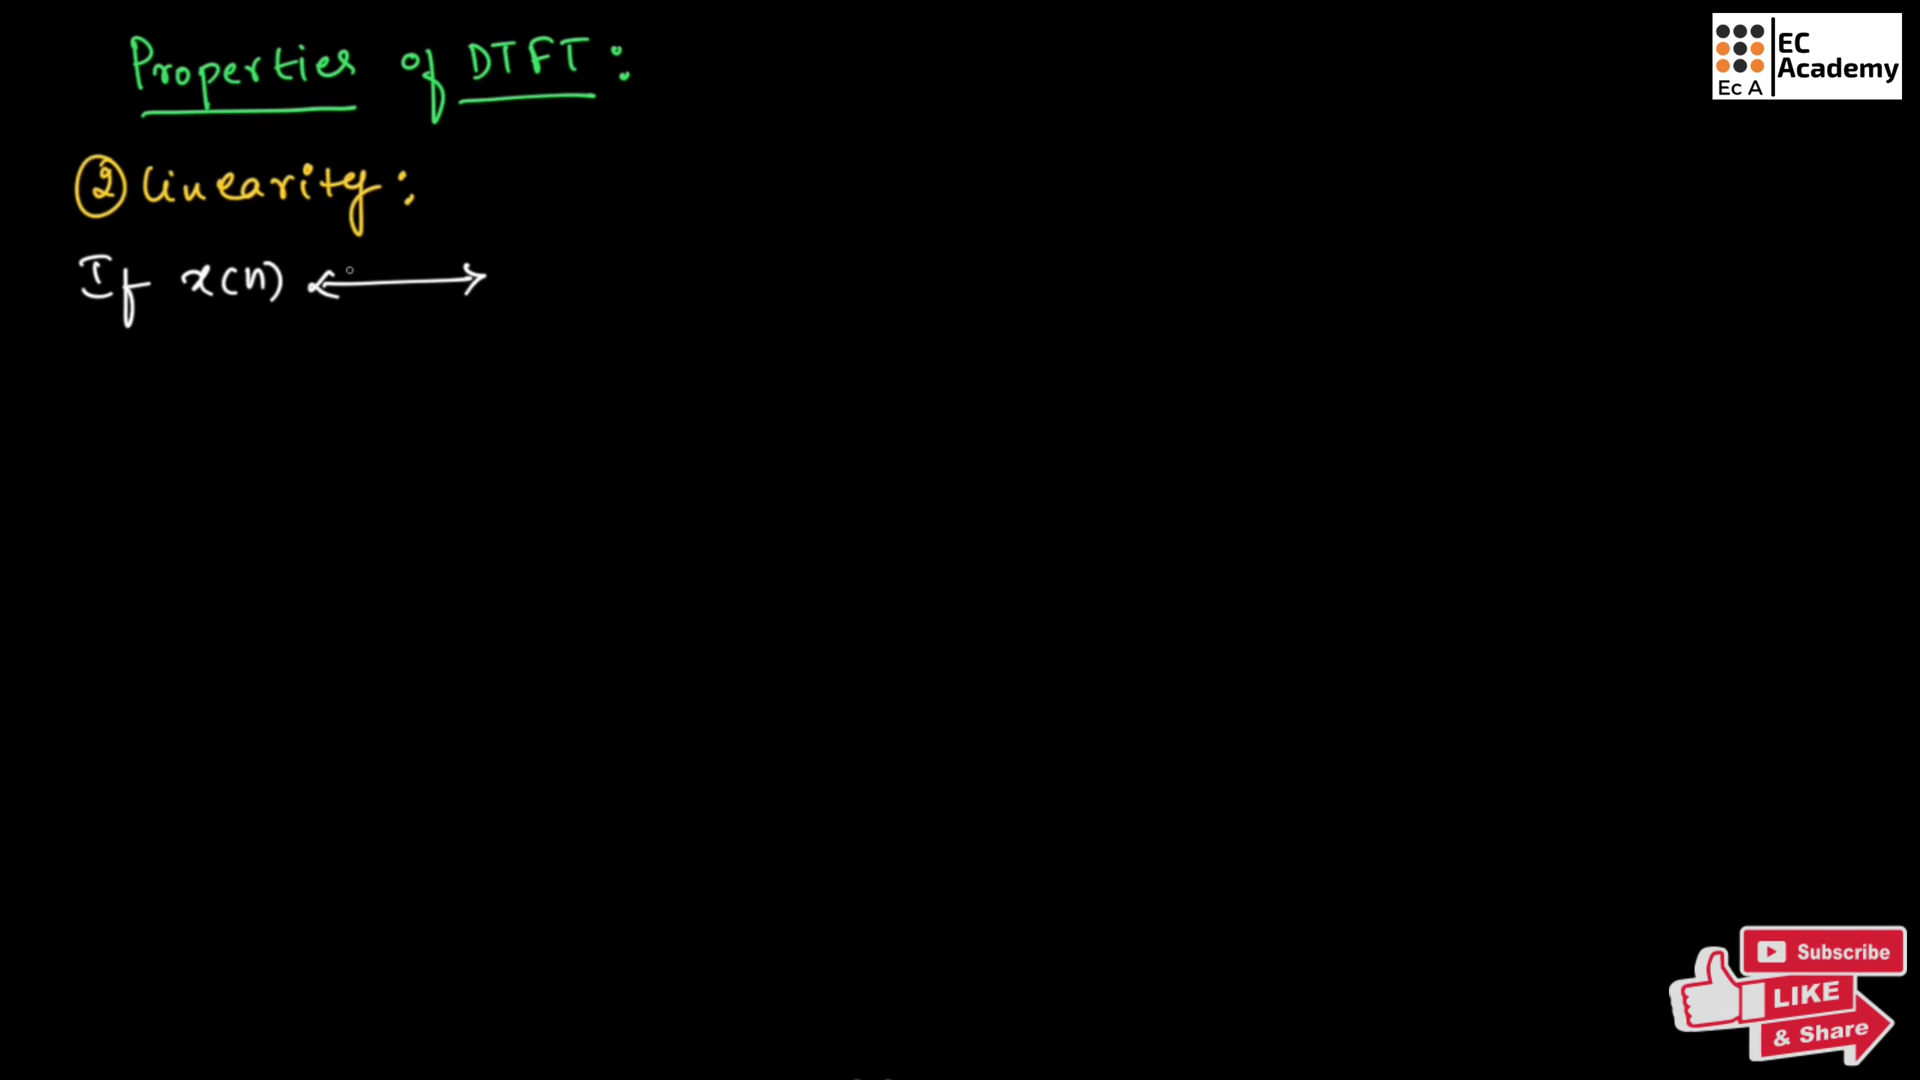 Properties of DTFT:
② Linearity:
If x(n) ⟷
EC
Academy
Ec A
Subscribe
LIKE
& Share